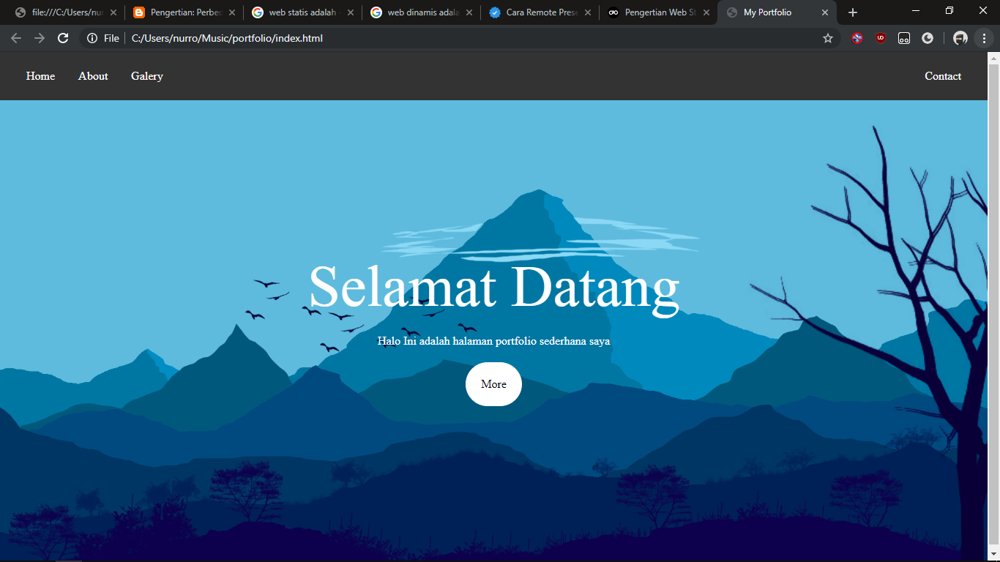 file:///C:/Users/nur
Pengertian: Perbed
web statis adalah -
web dinamis adala
Cara Remote Prese
Pengertian Web St
My Portfolio
File C:/Users/nurro/Music/portfolio/index.html
Home About Galery Contact
Selamat Datang
Halo Ini adalah halaman portfolio sederhana saya
More